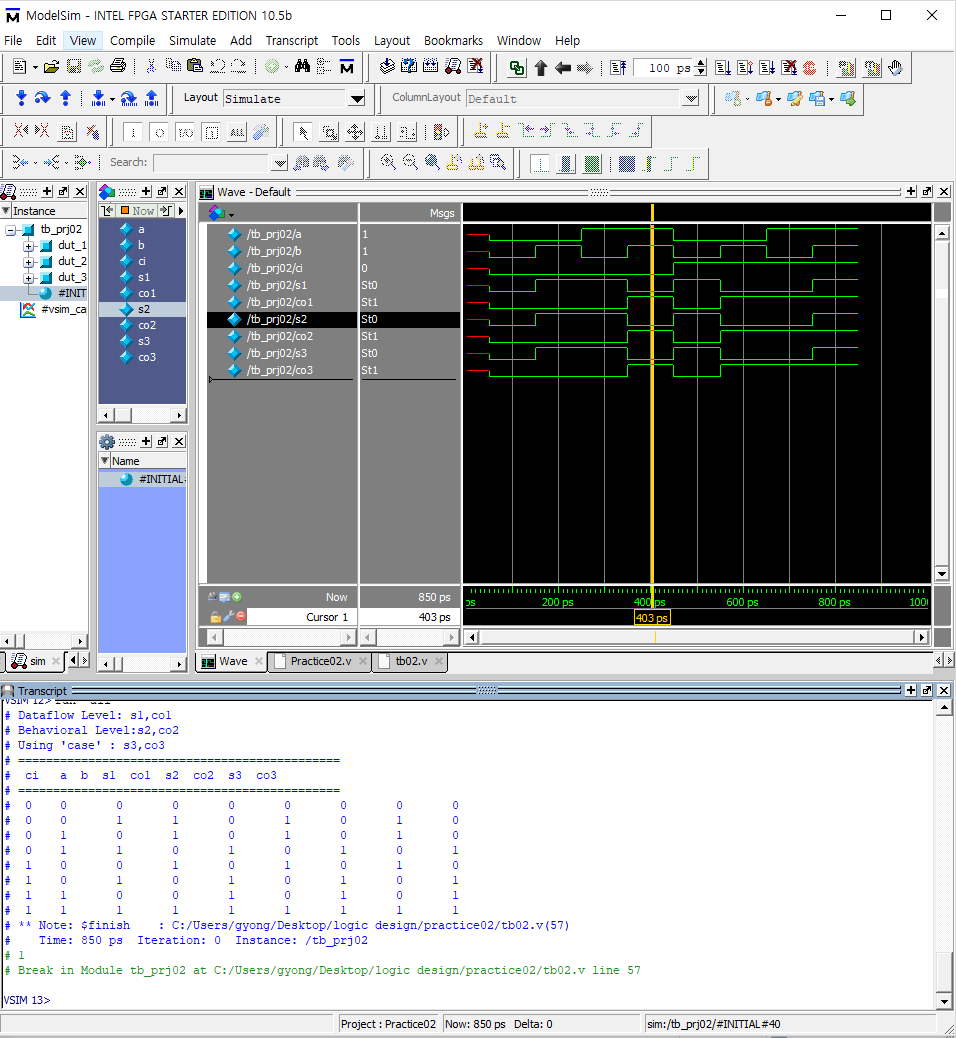 ModelSim - INTEL FPGA STARTER EDITION 10.5b
File Edit View Compile Simulate Add Transcript Tools Layout Bookmarks Window Help
100 ps
Layout Simulate ColumnLayout Default
I O I/O ALL
Search:
Instance
tb_prj02
dut_1
dut_2
dut_3
#INIT
#vsim_ca
Now
a
b
ci
s1
co1
s2
co2
s3
co3
Name
#INITIAL
Wave - Default
Msgs
/tb_prj02/a 1
/tb_prj02/b 1
/tb_prj02/ci 0
/tb_prj02/s1 St0
/tb_prj02/co1 St1
/tb_prj02/s2 St0
/tb_prj02/co2 St1
/tb_prj02/s3 St0
/tb_prj02/co3 St1
Now 850 ps
Cursor 1 403 ps
ps 200 ps 400 ps 600 ps 800 ps 100
403 ps
sim
Wave Practice02.v tb02.v
Transcript
VSIM 12> run -all
# Dataflow Level: s1,co1
# Behavioral Level:s2,co2
# Using 'case' : s3,co3
# ==============================================
# ci a b s1 co1 s2 co2 s3 co3
# ==============================================
# 0 0 0 0 0 0 0 0 0
# 0 0 1 1 0 1 0 1 0
# 0 1 0 1 0 1 0 1 0
# 0 1 1 0 1 0 1 0 1
# 1 0 0 1 0 1 0 1 0
# 1 0 1 0 1 0 1 0 1
# 1 1 0 0 1 0 1 0 1
# 1 1 1 1 1 1 1 1 1
# ** Note: $finish : C:/Users/gyong/Desktop/logic design/practice02/tb02.v(57)
# Time: 850 ps Iteration: 0 Instance: /tb_prj02
# 1
# Break in Module tb_prj02 at C:/Users/gyong/Desktop/logic design/practice02/tb02.v line 57
VSIM 13>
Project : Practice02 Now: 850 ps Delta: 0 sim:/tb_prj02/#INITIAL#40